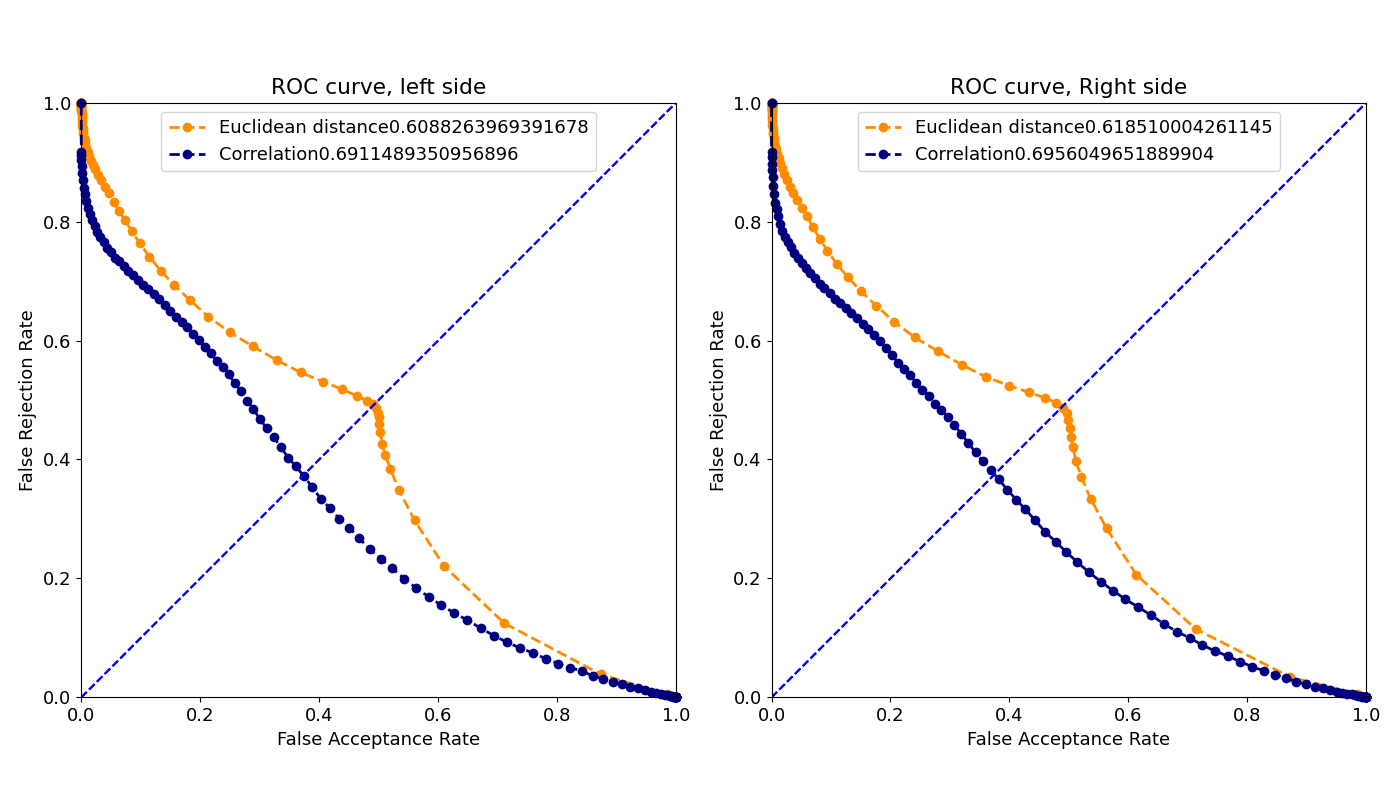 ROC curve, left side
Euclidean distance0.6088263969391678
Correlation0.6911489350956896
1.0
0.8
0.6
0.4
0.2
0.0
False Rejection Rate
0.0 0.2 0.4 0.6 0.8 1.0
False Acceptance Rate
ROC curve, Right side
Euclidean distance0.618510004261145
Correlation0.6956049651889904
1.0
0.8
0.6
0.4
0.2
0.0
False Rejection Rate
0.0 0.2 0.4 0.6 0.8 1.0
False Acceptance Rate